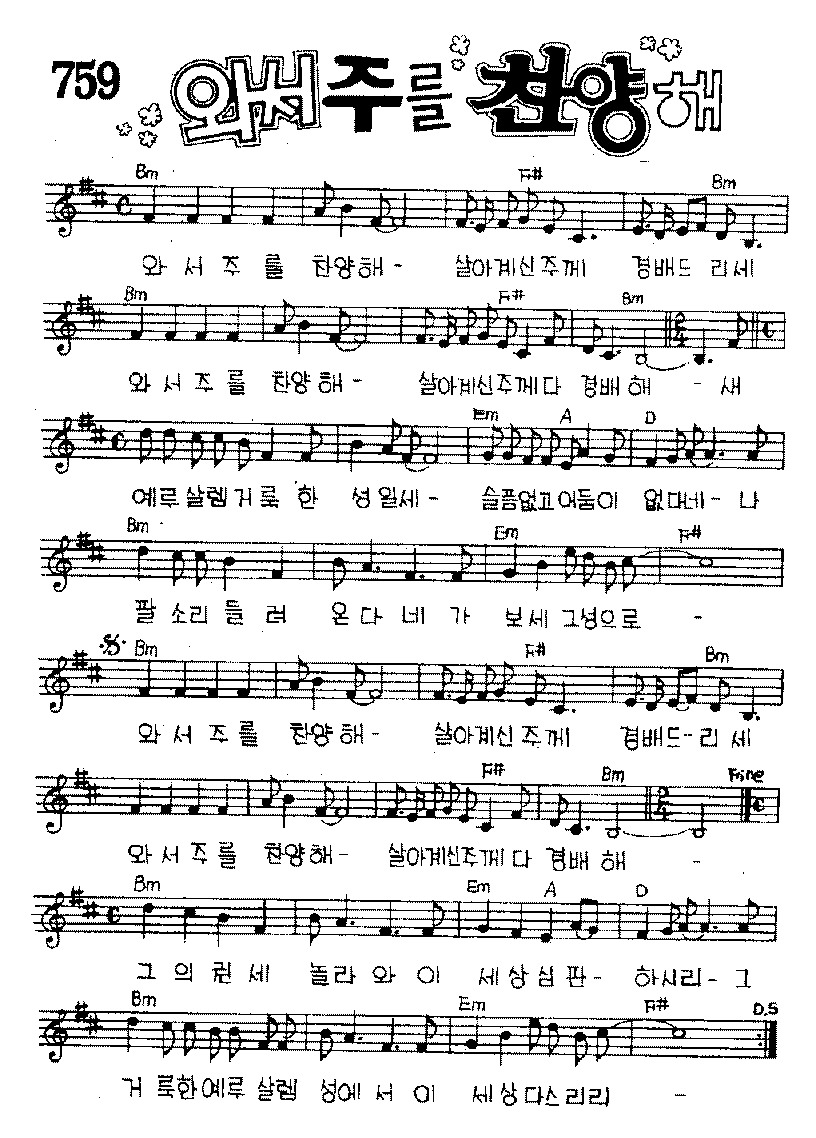 759 와서 주를 찬양해
Bm F# Bm
와 서 주 를 찬양해 - 살아계신주께 경배드 리세
Bm F# Bm
와 서 주 를 찬양해 - 살아계신주께다 경배해 - 새
Em A D
예루살렘거룩 한 성일세 - 슬픔없고어둠이 없다네 - 나
Bm Em F#
팔 소리 들 려 온 다 네 가 보세 그성으로 -
Bm F# Bm
와 서 주 를 찬양해 - 살아계신주께 경배드-리세
F# Bm Fine
와 서 주 를 찬양해 - 살아계신주께다 경배 해 -
Bm Em A D
그 의 권 세 놀라 와 이 세상심판 - 하시리 - 그
Bm Em F# D.S
거 룩한예루 살렘 성에 서 이 세상다스리리 -